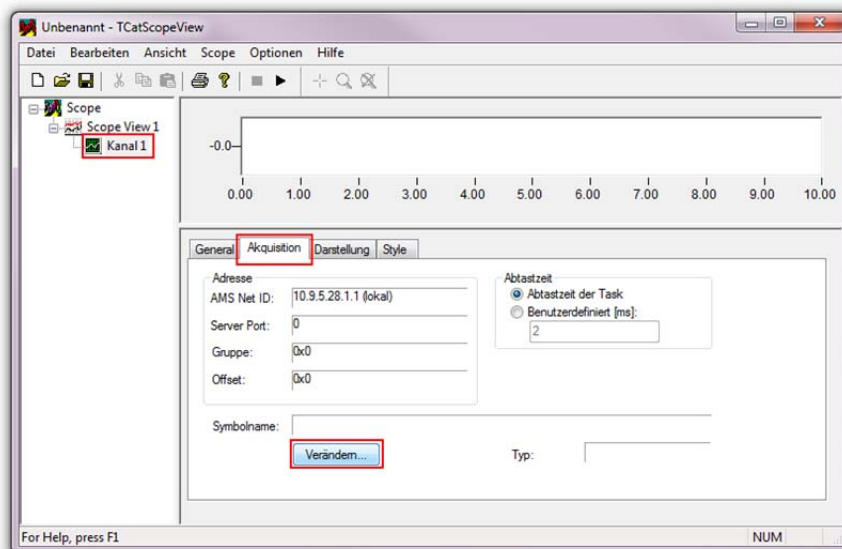 Unbenannt - TCatScopeView
Datei Bearbeiten Ansicht Scope Optionen Hilfe
Scope
Scope View 1
Kanal 1
-0.0
0.00 1.00 2.00 3.00 4.00 5.00 6.00 7.00 8.00 9.00 10.00
General Akquisition Darstellung Style
Adresse
AMS Net ID: 10.9.5.28.1.1 (lokal)
Server Port: 0
Gruppe: 0x0
Offset: 0x0
Abtastzeit
Abtastzeit der Task
Benutzerdefiniert [ms]:
2
Symbolname:
Verändern...
Typ:
For Help, press F1
NUM